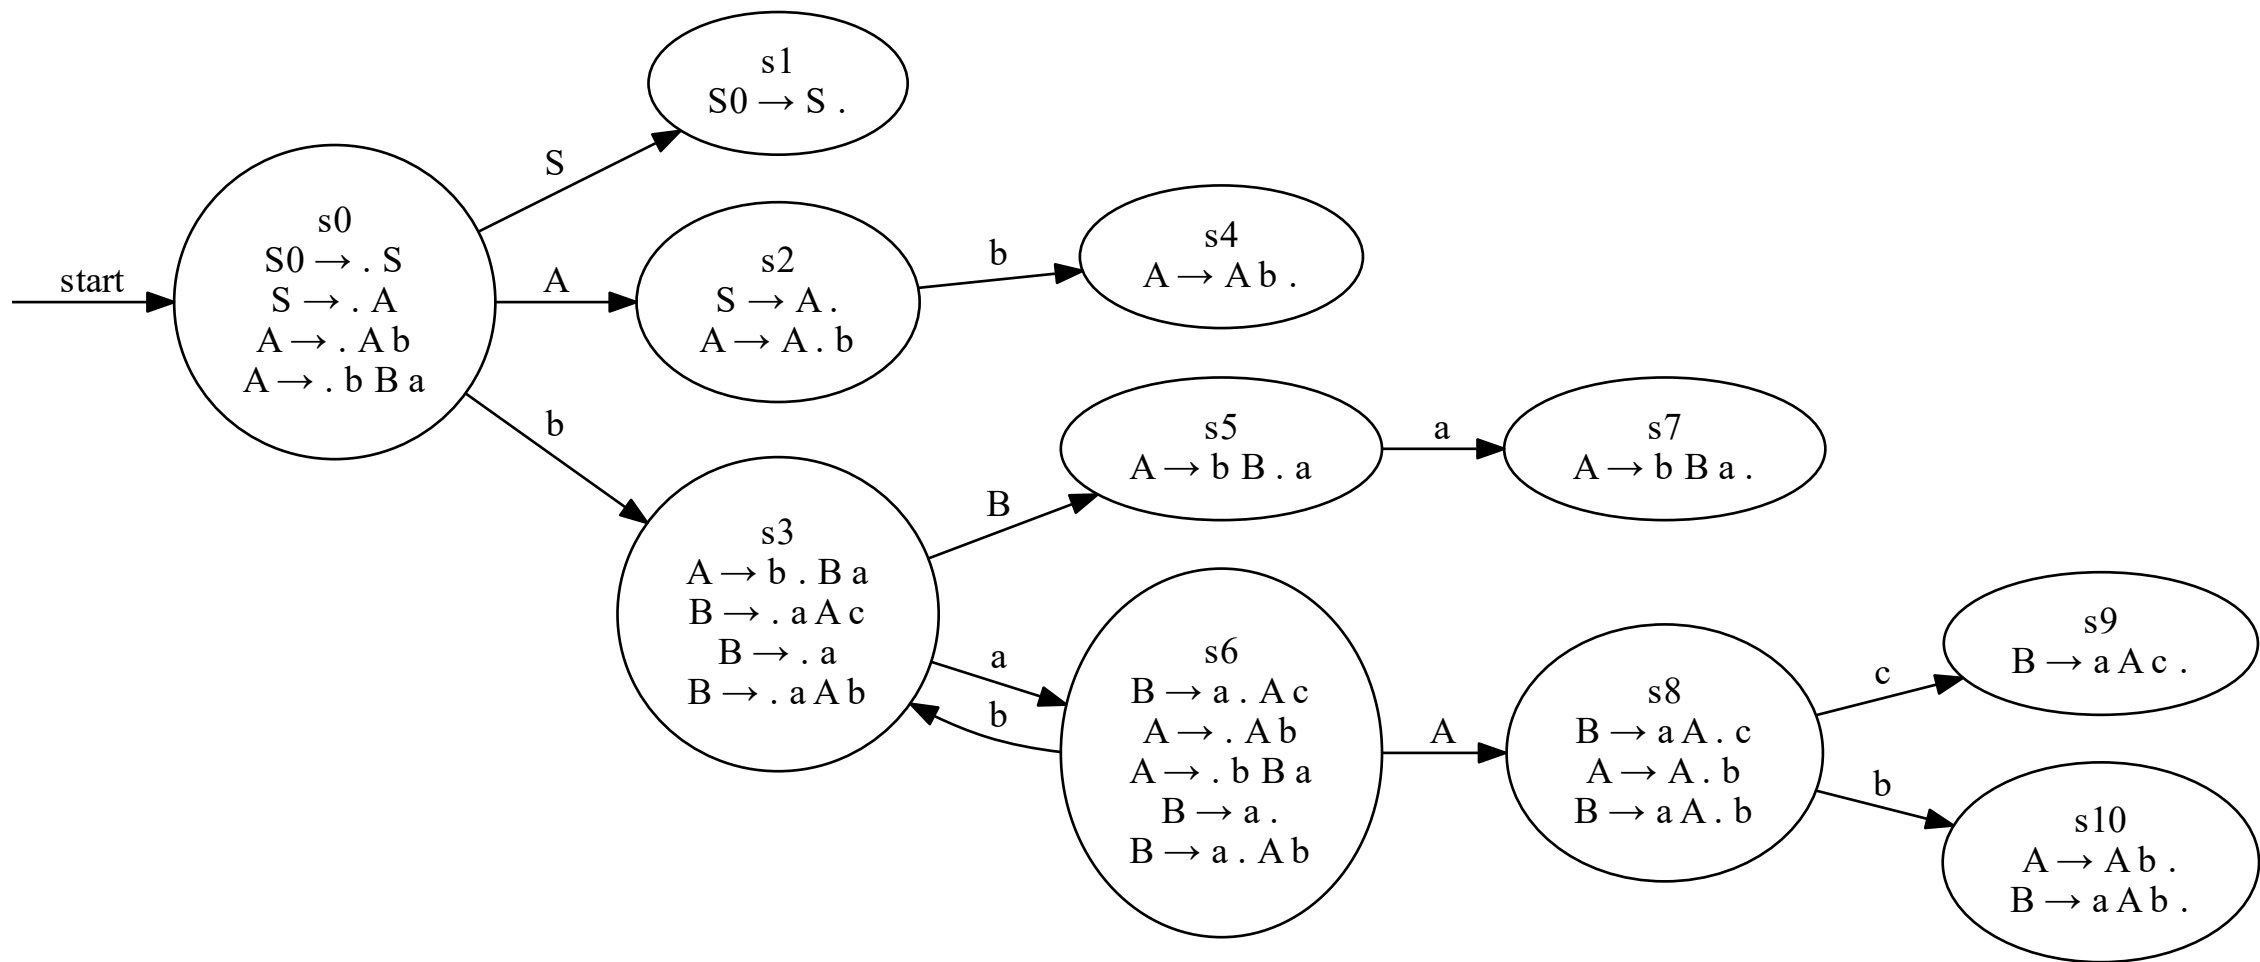 start
s0
S0 → . S
S → . A
A → . A b
A → . b B a
S
A
b
s1
S0 → S .
s2
S → A .
A → A . b
s3
A → b . B a
B → . a A c
B → . a
B → . a A b
b
B
a
b
s4
A → A b .
s5
A → b B . a
s6
B → a . A c
A → . A b
A → . b B a
B → a .
B → a . A b
a
A
s7
A → b B a .
s8
B → a A . c
A → A . b
B → a A . b
c
b
s9
B → a A c .
s10
A → A b .
B → a A b .